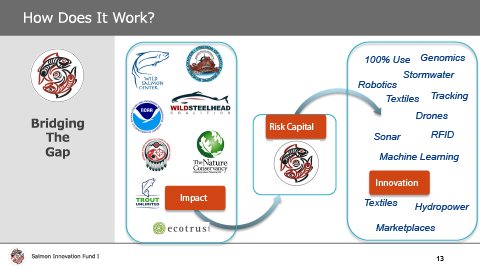 How Does It Work?
Bridging
The
Gap
WILD
SALMON
CENTER
NOAA
WILDSTEELHEAD
COALITION
The Nature
Conservancy
TROUT
UNLIMITED
Impact
ecotrust
Risk Capital
100% Use
Genomics
Stormwater
Robotics
Textiles
Tracking
Drones
Sonar
RFID
Machine Learning
Innovation
Textiles
Hydropower
Marketplaces
Salmon Innovation Fund I
13